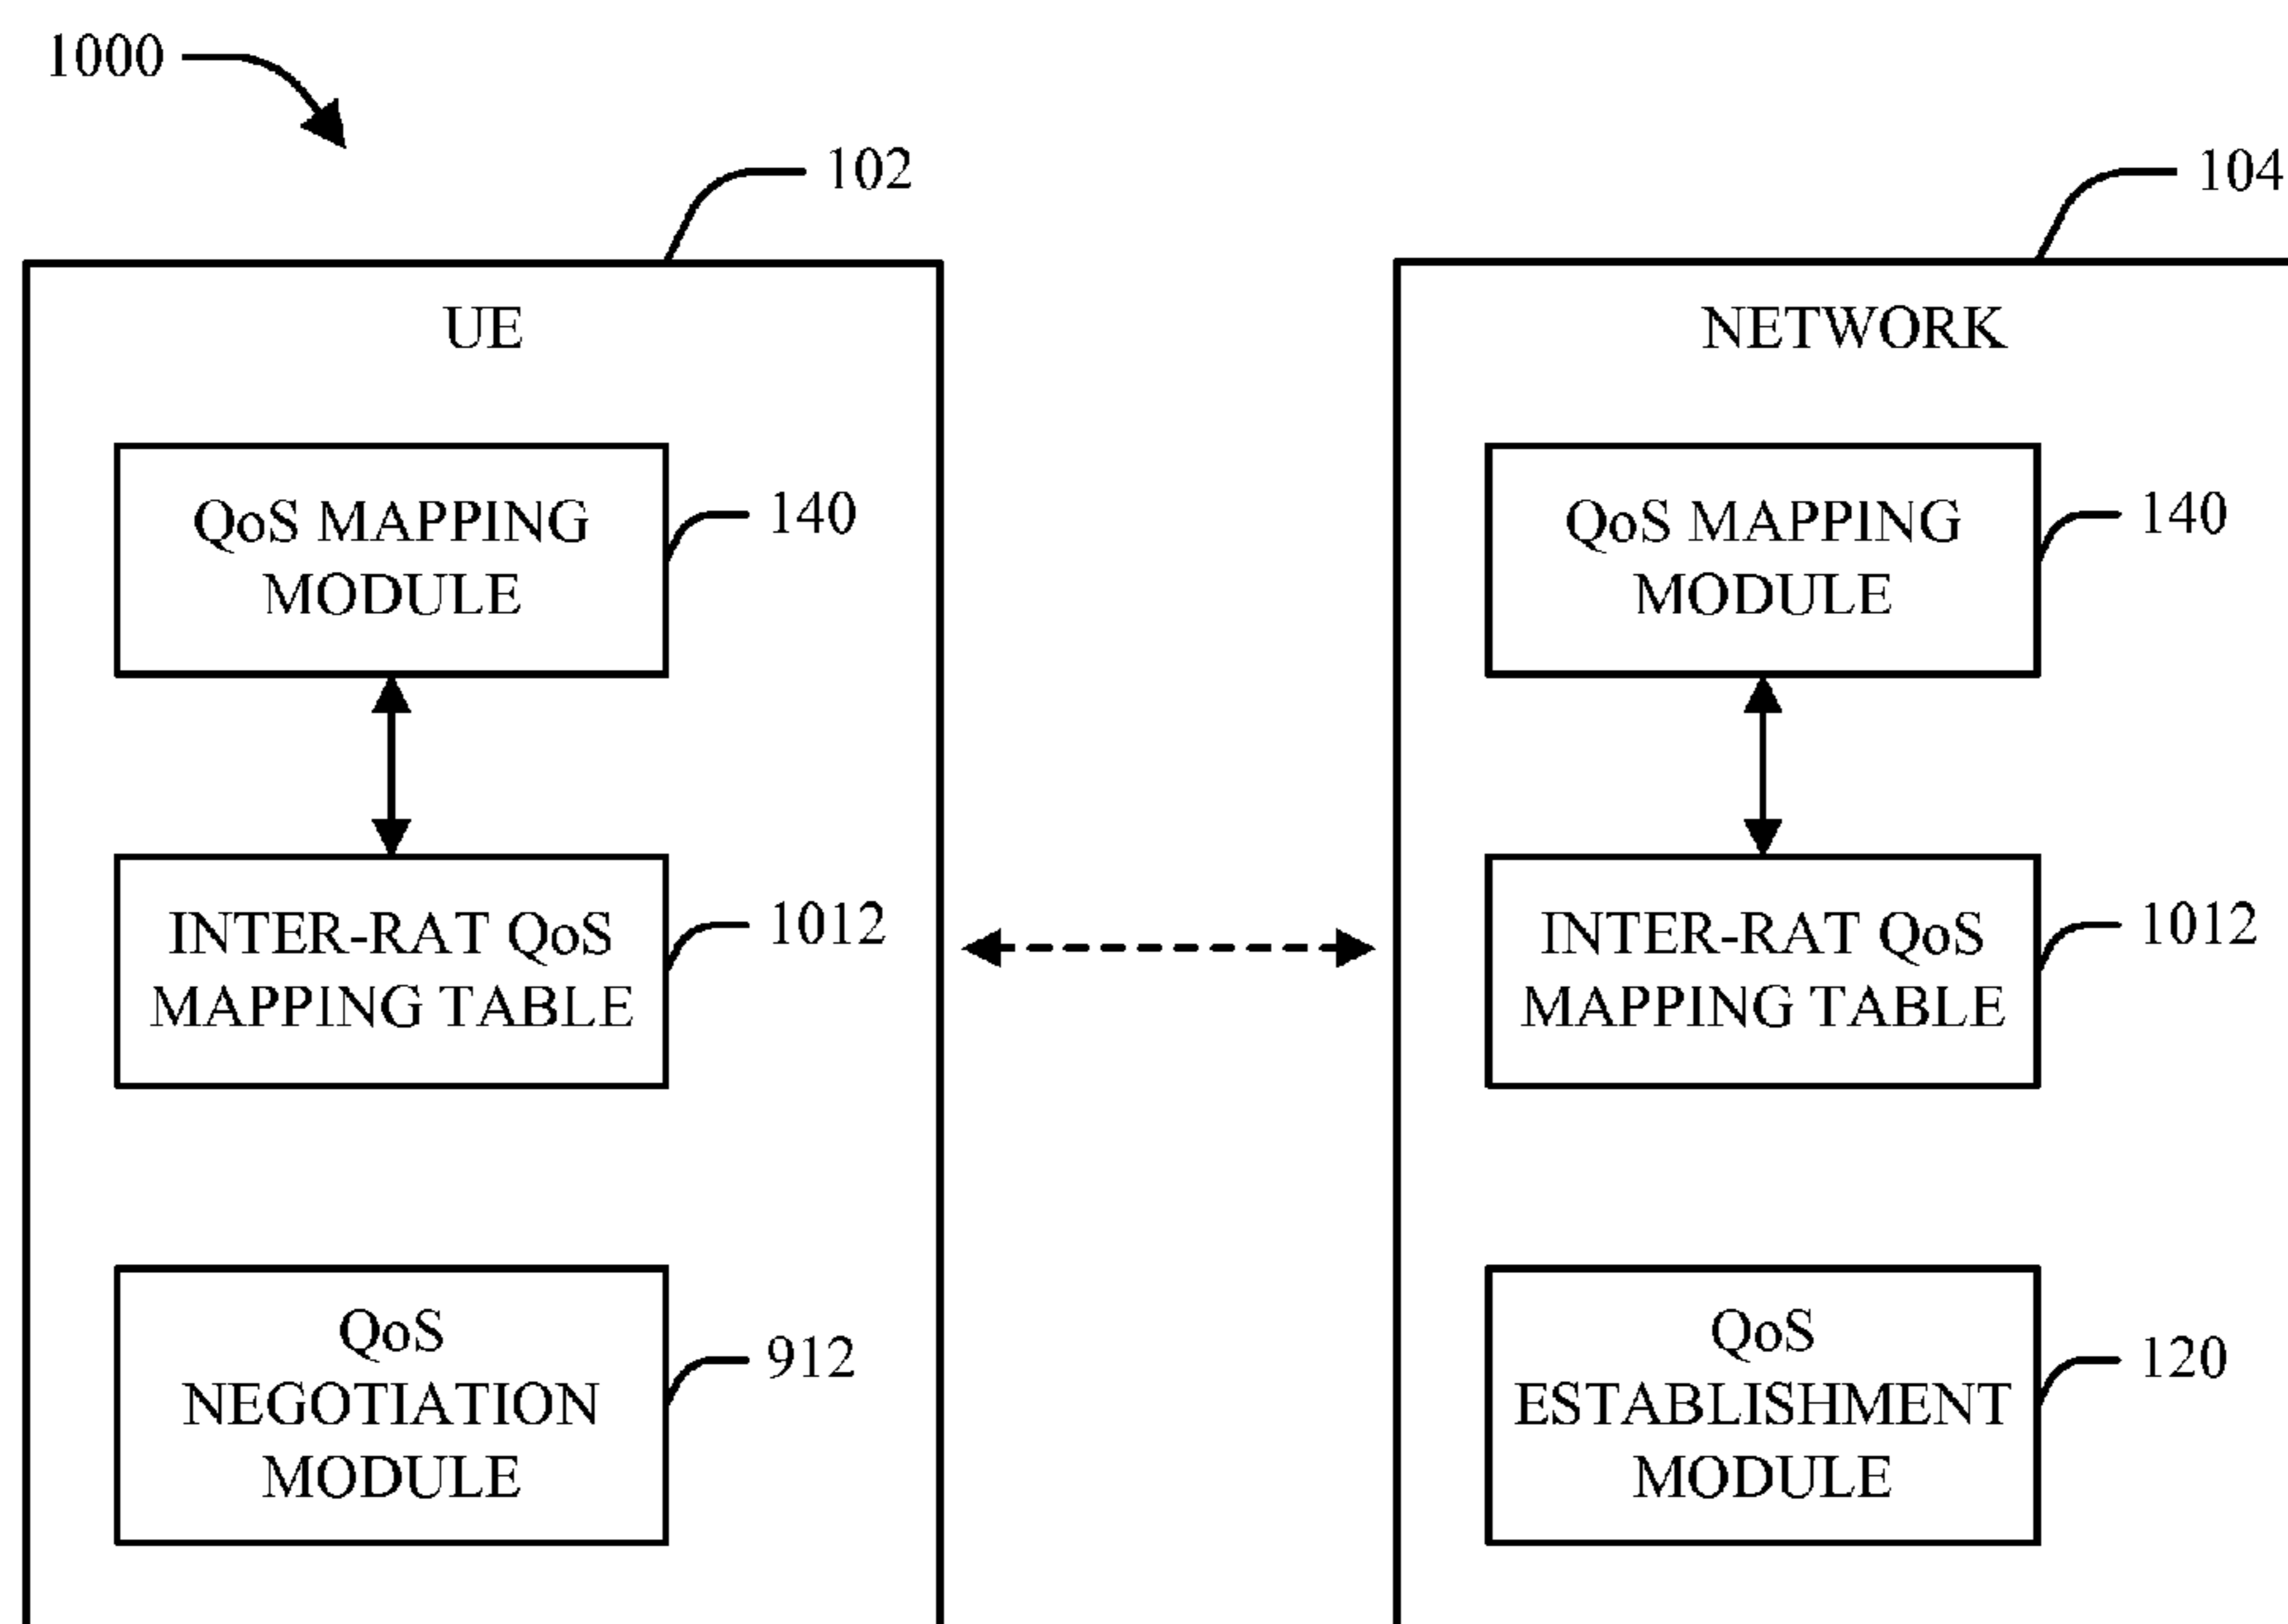 1000
102
104
UE
QoS MAPPING
MODULE
140
INTER-RAT QoS
MAPPING TABLE
1012
QoS
NEGOTIATION
MODULE
912
NETWORK
QoS MAPPING
MODULE
140
INTER-RAT QoS
MAPPING TABLE
1012
QoS
ESTABLISHMENT
MODULE
120